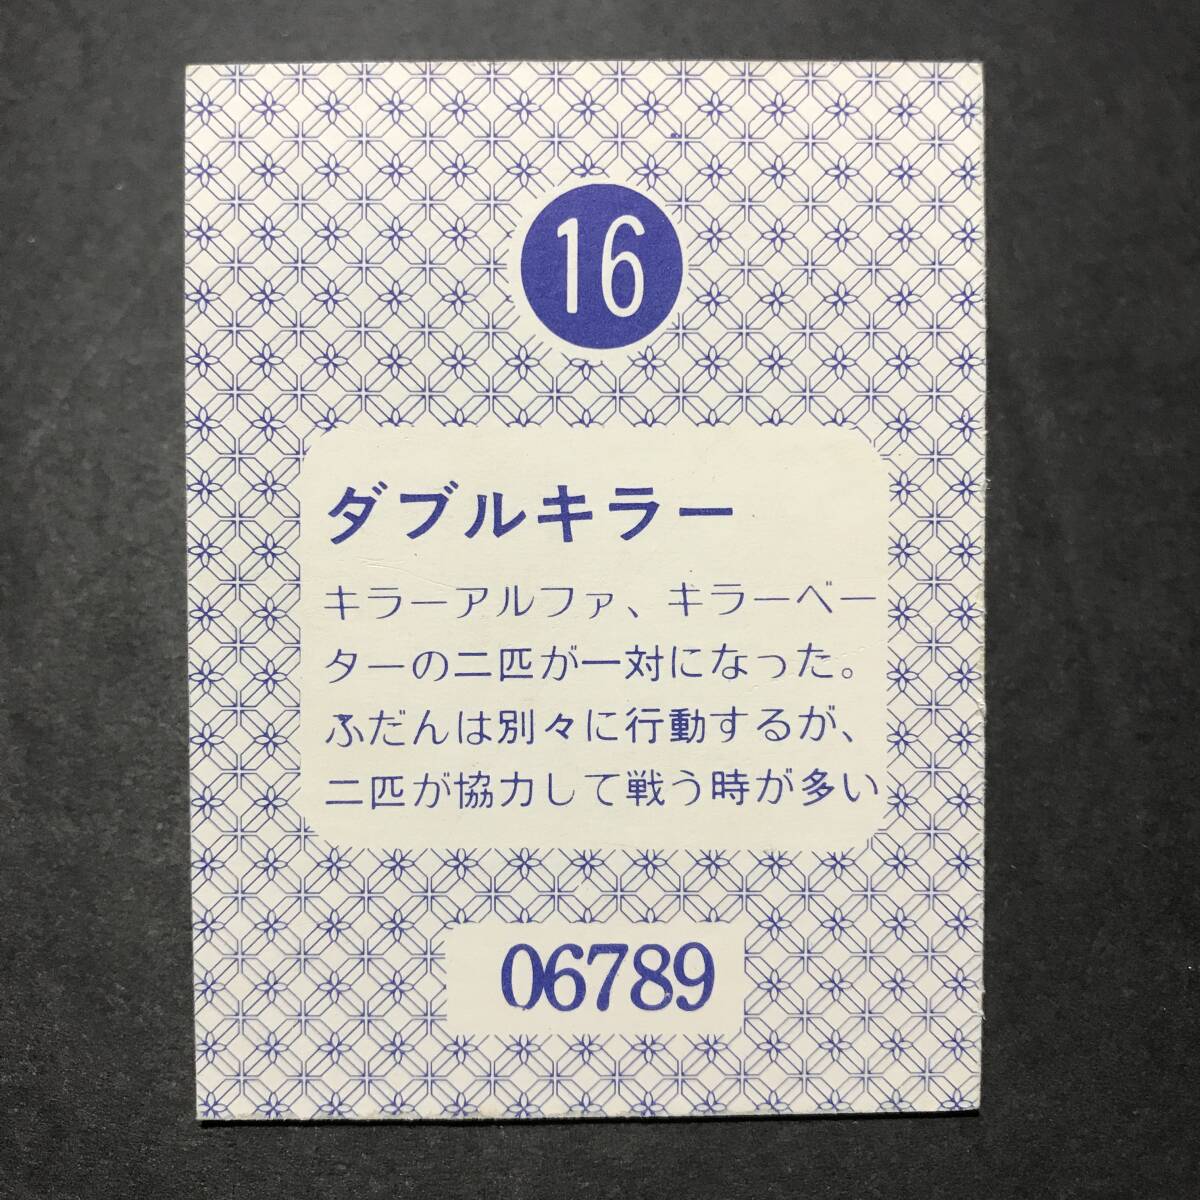 16
ダブルキラー
キラーアルファ、キラーベー
ターの二匹が一対になった。
ふだんは別々に行動するが、
二匹が協力して戦う時が多い
06789